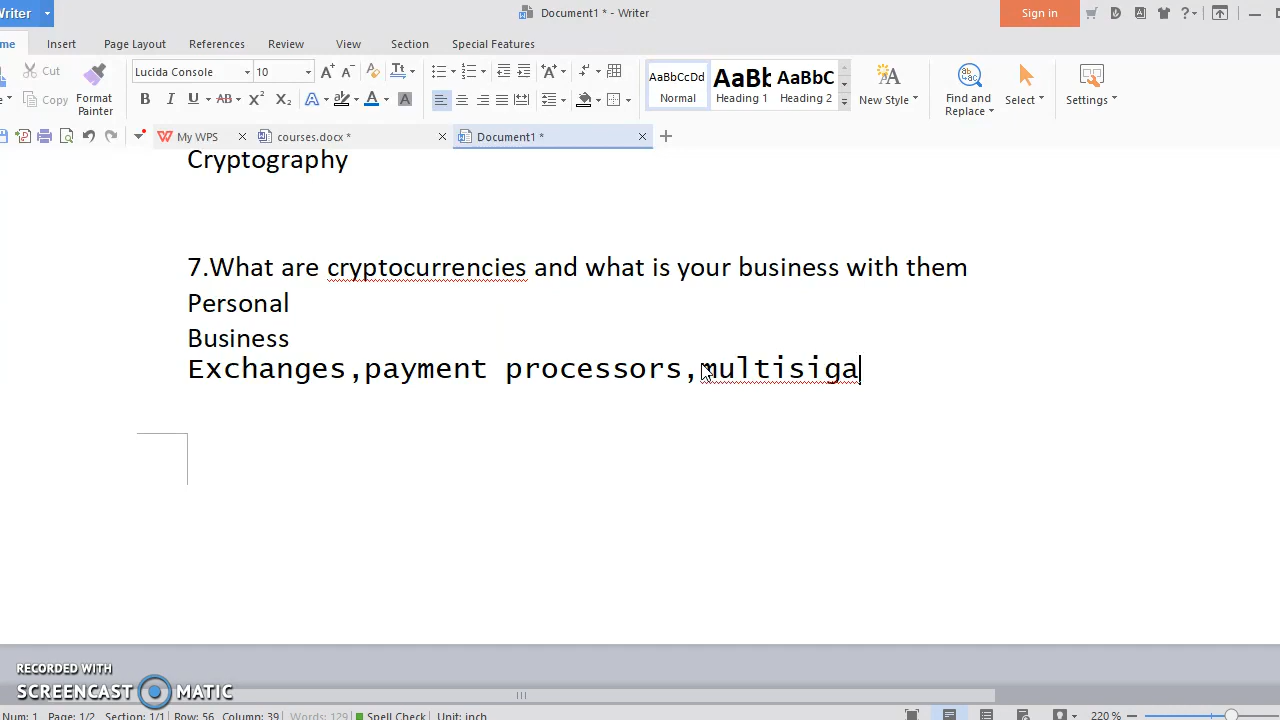 Writer
Document1 * - Writer
Sign in
me
Insert
Page Layout
References
Review
View
Section
Special Features
Cut
Copy
Format Painter
Lucida Console
10
AaBbCcDd
Normal
AaBb
Heading 1
AaBbC
Heading 2
New Style
Find and Replace
Select
Settings
My WPS
courses.docx *
Document1 *
Cryptography
7.What are cryptocurrencies and what is your business with them
Personal
Business
Exchanges,payment processors,multisiga
RECORDED WITH
SCREENCAST MATIC
Num: 1 Page: 1/2 Section: 1/1 Row: 56 Column: 39 Words: 129 Spell Check Unit: inch
220 %